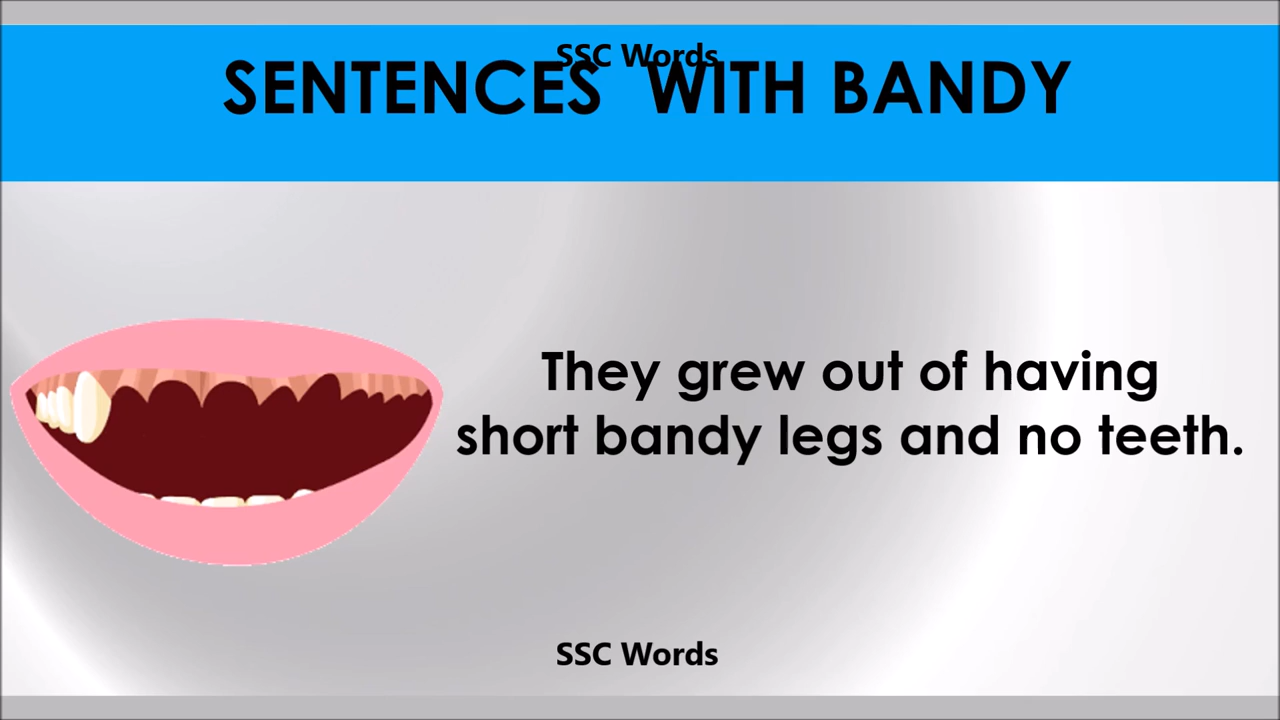 SSC Words
SENTENCES WITH BANDY
They grew out of having
short bandy legs and no teeth.
SSC Words